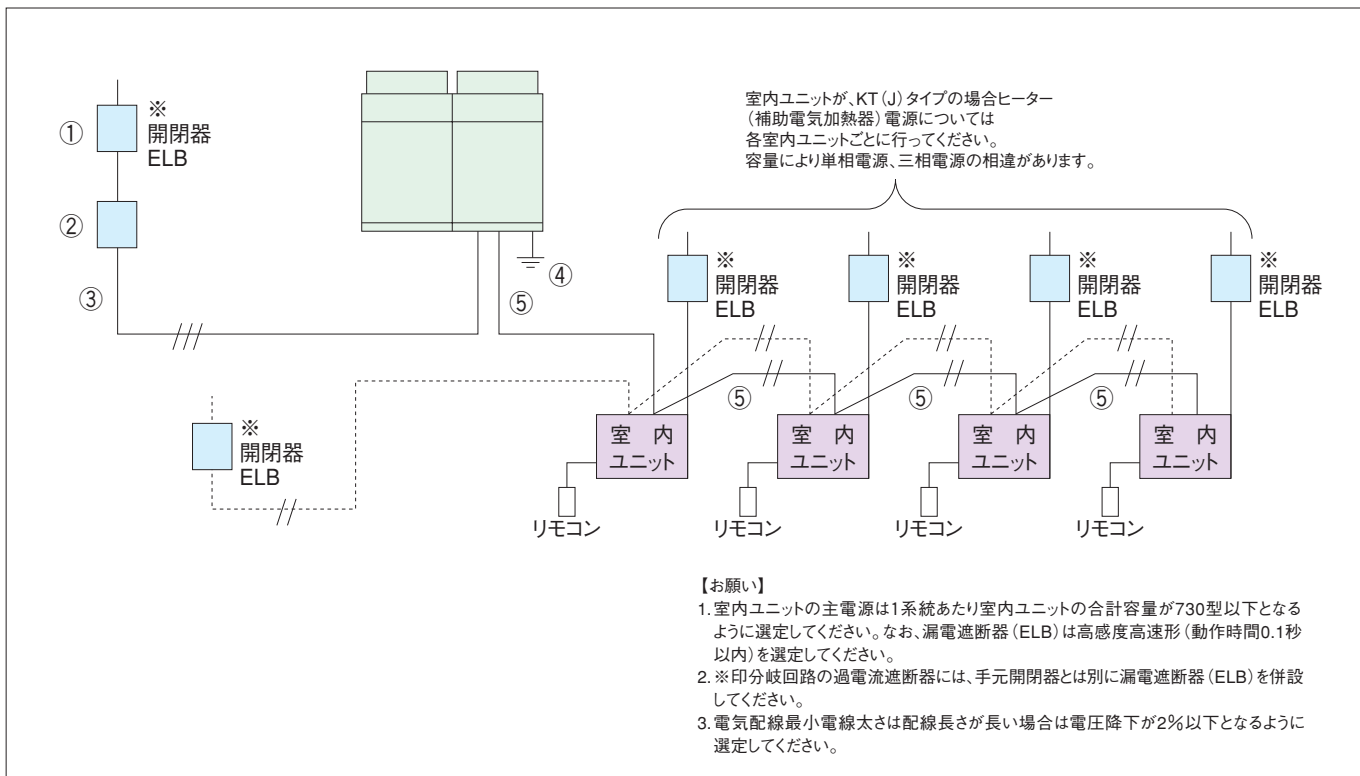 室内ユニットが、KT（J）タイプの場合ヒーター
（補助電気加熱器）電源については
各室内ユニットごとに行ってください。
容量により単相電源、三相電源の相違があります。
①
※
開閉器
ELB
②
③
④
⑤
※
開閉器
ELB
※
開閉器
ELB
※
開閉器
ELB
※
開閉器
ELB
⑤
⑤
⑤
※
開閉器
ELB
室 内
ユニット
室 内
ユニット
室 内
ユニット
室 内
ユニット
リモコン
リモコン
リモコン
リモコン
【お願い】
1. 室内ユニットの主電源は1系統あたり室内ユニットの合計容量が730型以下となる
ように選定してください。なお、漏電遮断器（ELB）は高感度高速形（動作時間0.1秒
以内）を選定してください。
2. ※印分岐回路の過電流遮断器には、手元開閉器とは別に漏電遮断器（ELB）を併設
してください。
3. 電気配線最小電線太さは配線長さが長い場合は電圧降下が2％以下となるように
選定してください。